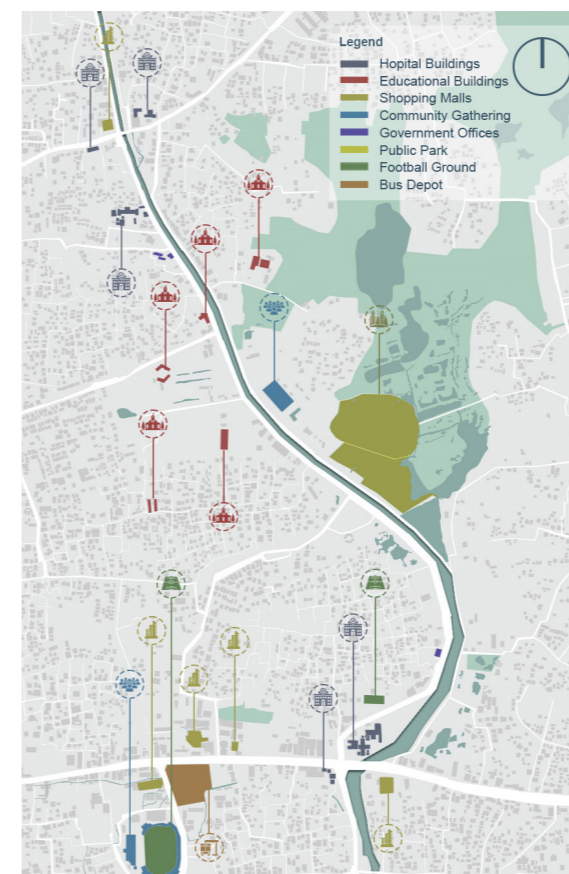 Legend
Hopital Buildings
Educational Buildings
Shopping Malls
Community Gathering
Government Offices
Public Park
Football Ground
Bus Depot